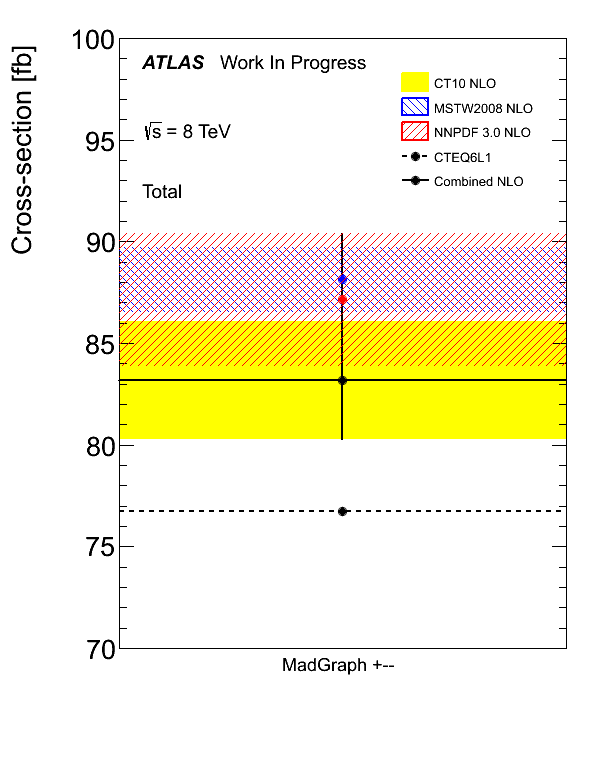 Cross-section [fb]
100
95
90
85
80
75
70
ATLAS Work In Progress
√s = 8 TeV
Total
CT10 NLO
MSTW2008 NLO
NNPDF 3.0 NLO
CTEQ6L1
Combined NLO
MadGraph +--